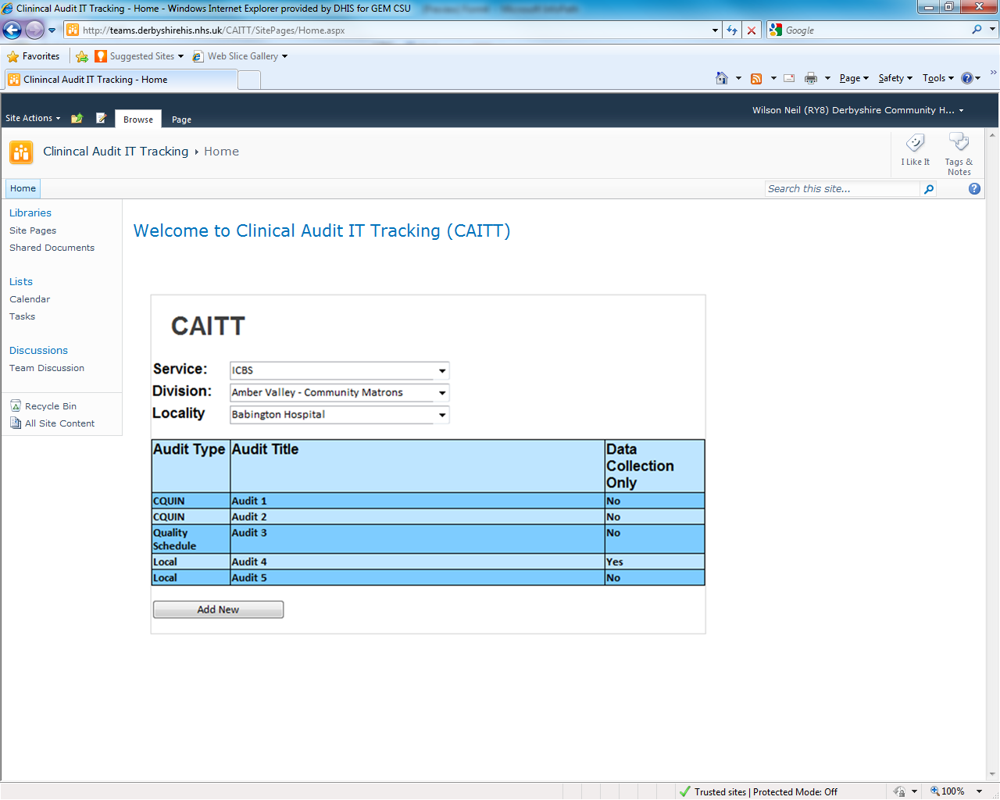 Clinincal Audit IT Tracking - Home - Windows Internet Explorer provided by DHIS for GEM CSU
http://teams.derbyshirehis.nhs.uk/CAITT/SitePages/Home.aspx
Google
Favorites
Suggested Sites
Web Slice Gallery
Clinincal Audit IT Tracking - Home
Page
Safety
Tools
Site Actions
Browse
Page
Wilson Neil (RY8) Derbyshire Community H...
Clinincal Audit IT Tracking
Home
I Like It
Tags &
Notes
Home
Search this site...
Libraries
Site Pages
Shared Documents
Lists
Calendar
Tasks
Discussions
Team Discussion
Recycle Bin
All Site Content
Welcome to Clinical Audit IT Tracking (CAITT)
CAITT
Service: ICBS
Division: Amber Valley - Community Matrons
Locality Babington Hospital
Audit Type Audit Title Data
Collection
Only
CQUIN Audit 1 No
CQUIN Audit 2 No
Quality Audit 3 No
Schedule
Local Audit 4 Yes
Local Audit 5 No
Add New
Trusted sites | Protected Mode: Off
100%